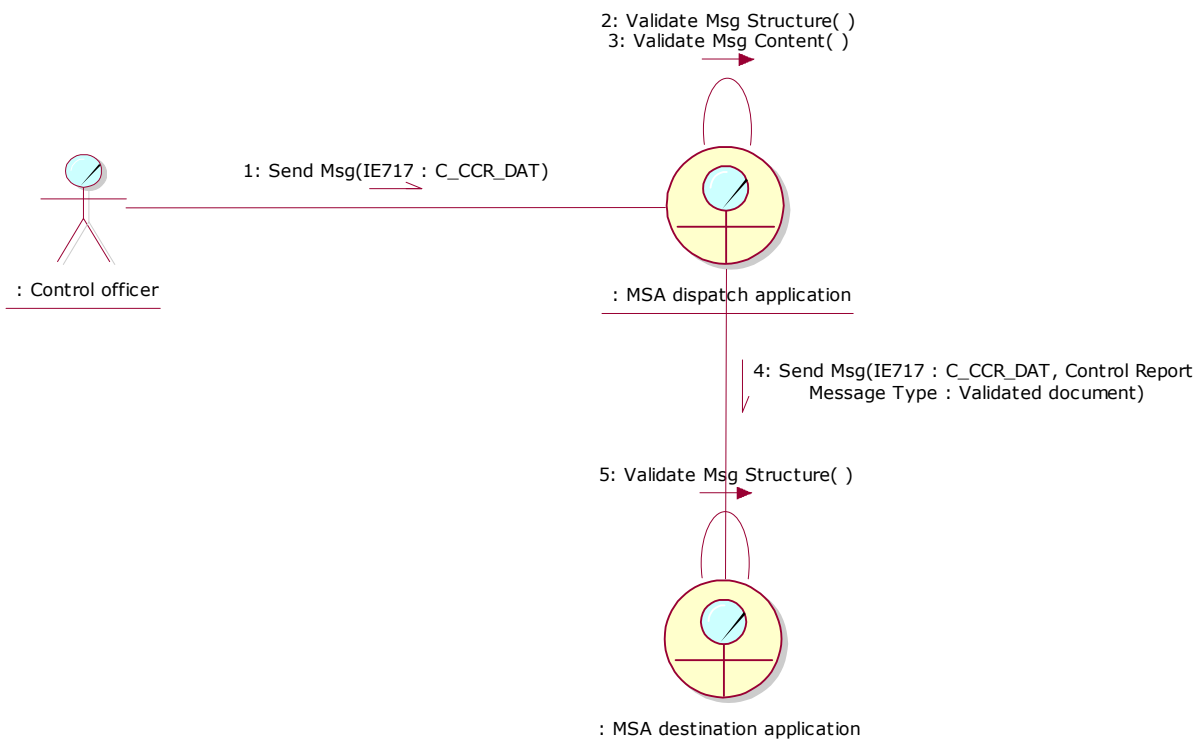 2: Validate Msg Structure( )
3: Validate Msg Content( )
1: Send Msg(IE717 : C_CCR_DAT)
: Control officer
: MSA dispatch application
4: Send Msg(IE717 : C_CCR_DAT, Control Report
Message Type : Validated document)
5: Validate Msg Structure( )
: MSA destination application